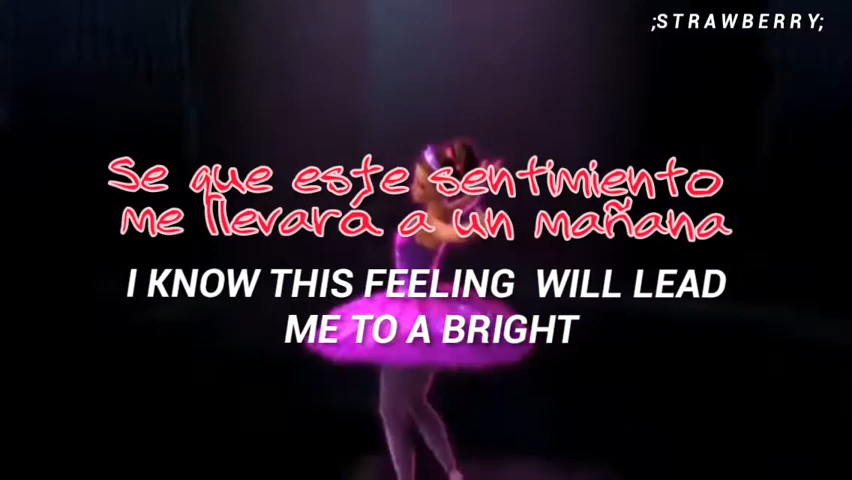 ;STRAWBERRY;
Se que este sentimiento
me llevará a un mañana
I KNOW THIS FEELING WILL LEAD
ME TO A BRIGHT